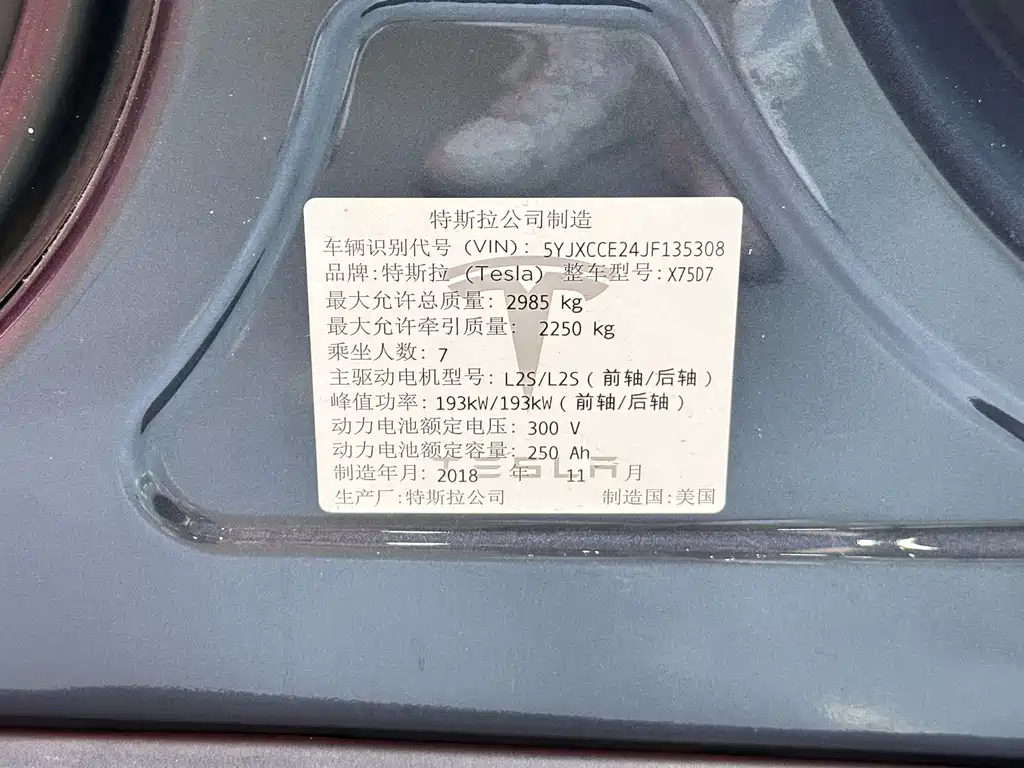 特斯拉公司制造
车辆识别代号 (VIN): 5YJXCCE24JF135308
品牌:特斯拉 (Tesla) 整车型号:X75D7
最大允许总质量: 2985 kg
最大允许牵引质量: 2250 kg
乘坐人数: 7
主驱动电机型号: L2S/L2S (前轴/后轴)
峰值功率: 193kW/193kW (前轴/后轴)
动力电池额定电压: 300 V
动力电池额定容量: 250 Ah
TESLA
制造年月: 2018 年 11 月
生产厂:特斯拉公司 制造国:美国